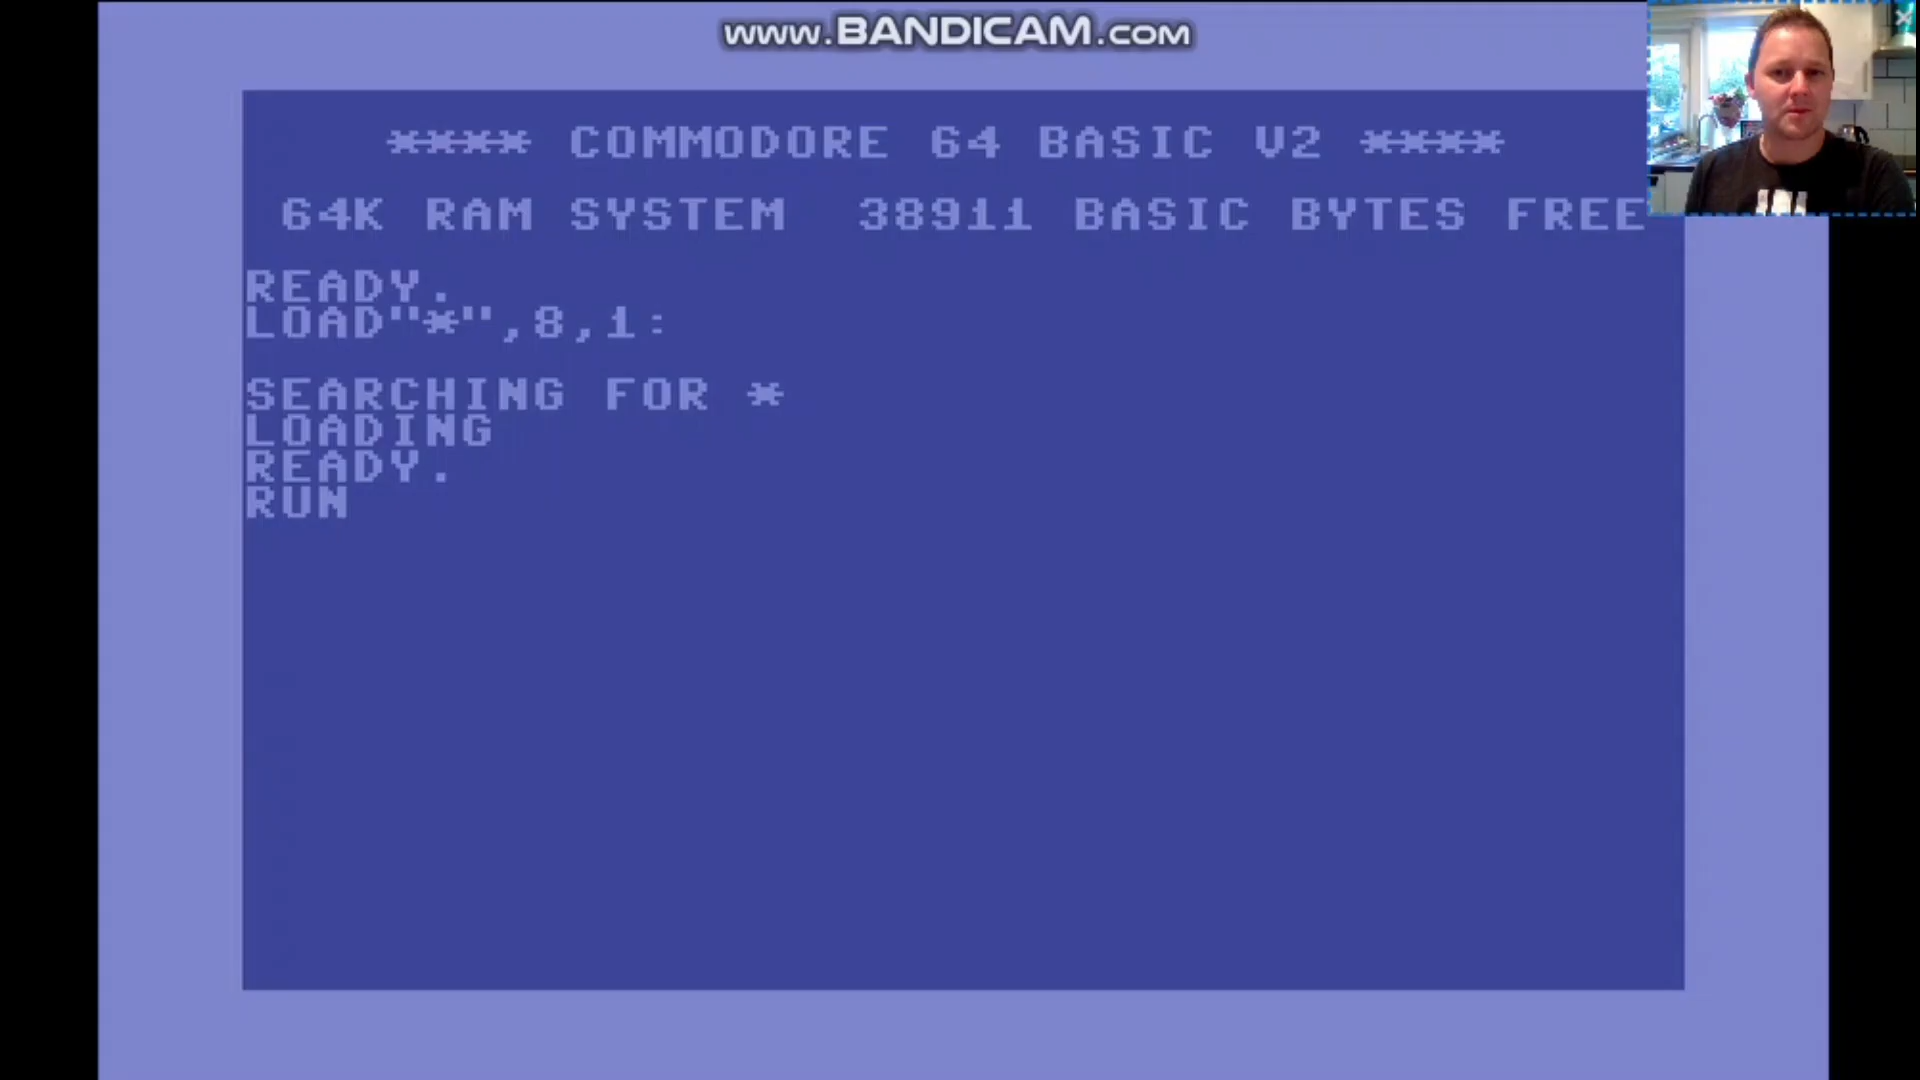 www.BANDICAM.com
**** COMMODORE 64 BASIC V2 ****
64K RAM SYSTEM 38911 BASIC BYTES FREE
READY.
LOAD"*",8,1:
SEARCHING FOR *
LOADING
READY.
RUN